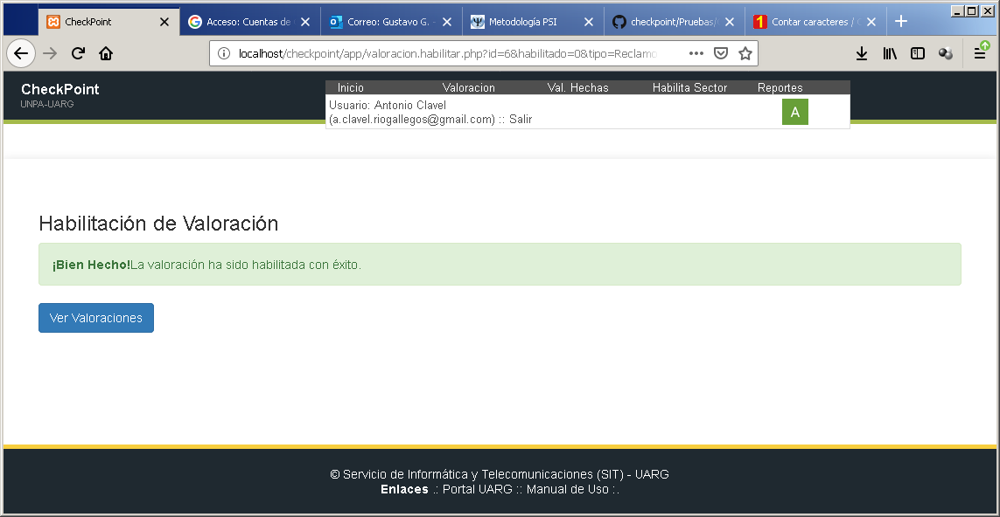 CheckPoint
Acceso: Cuentas de
Correo: Gustavo G. -
Metodología PSI
checkpoint/Pruebas/
1 Contar caracteres /
localhost/checkpoint/app/valoracion.habilitar.php?id=6&habilitado=0&tipo=Reclamo
CheckPoint
UNPA-UARG
Inicio Valoracion Val. Hechas Habilita Sector Reportes
Usuario: Antonio Clavel
(a.clavel.riogallegos@gmail.com) :: Salir
A
Habilitación de Valoración
¡Bien Hecho!La valoración ha sido habilitada con éxito.
Ver Valoraciones
© Servicio de Informática y Telecomunicaciones (SIT) - UARG
Enlaces .: Portal UARG :: Manual de Uso :.